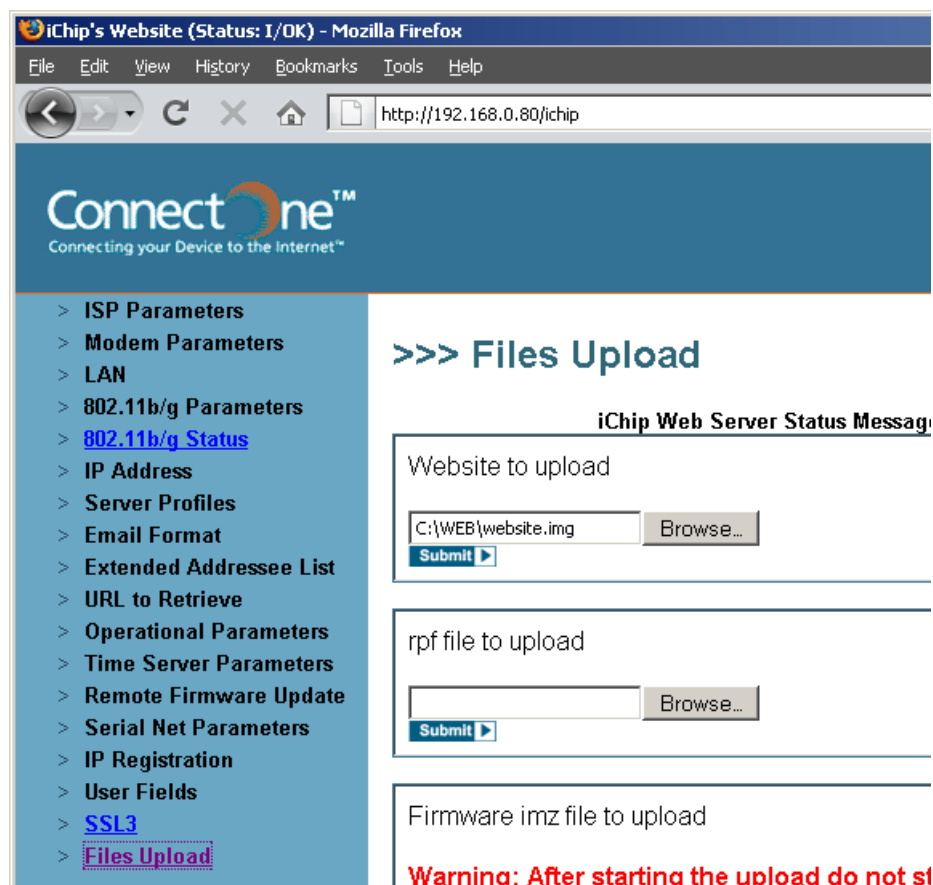 iChip's Website (Status: I/OK) - Mozilla Firefox
File Edit View History Bookmarks Tools Help
http://192.168.0.80/ichip
ConnectOne™
Connecting your Device to the Internet™
> ISP Parameters
> Modem Parameters
> LAN
> 802.11b/g Parameters
> 802.11b/g Status
> IP Address
> Server Profiles
> Email Format
> Extended Addressee List
> URL to Retrieve
> Operational Parameters
> Time Server Parameters
> Remote Firmware Update
> Serial Net Parameters
> IP Registration
> User Fields
> SSL3
> Files Upload
>>> Files Upload
iChip Web Server Status Message
Website to upload
C:\WEB\website.img Browse...
Submit
rpf file to upload
Browse...
Submit
Firmware imz file to upload
Warning: After starting the upload do not st